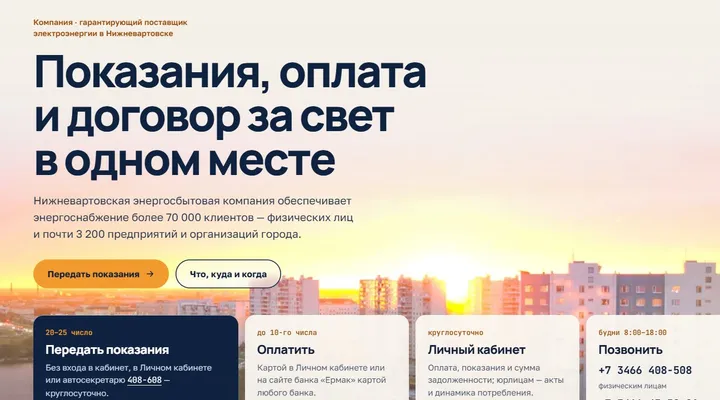 Компания · гарантирующий поставщик
электроэнергии в Нижневартовске
Показания, оплата
и договор за свет
в одном месте
Нижневартовская энергосбытовая компания обеспечивает
энергоснабжение более 70 000 клиентов — физических лиц
и почти 3 200 предприятий и организаций города.
Передать показания →
Что, куда и когда
20–25 число
Передать показания
Без входа в кабинет, в Личном кабинете
или автосекретарю 408-608 —
круглосуточно.
до 10-го числа
Оплатить
Картой в Личном кабинете или
на сайте банка «Ермак» картой
любого банка.
круглосуточно
Личный кабинет
Оплата, показания и сумма
задолженности; юрлицам — акты
и динамика потребления.
будни 8:00–18:00
Позвонить
+7 3466 408-508
физическим лицам